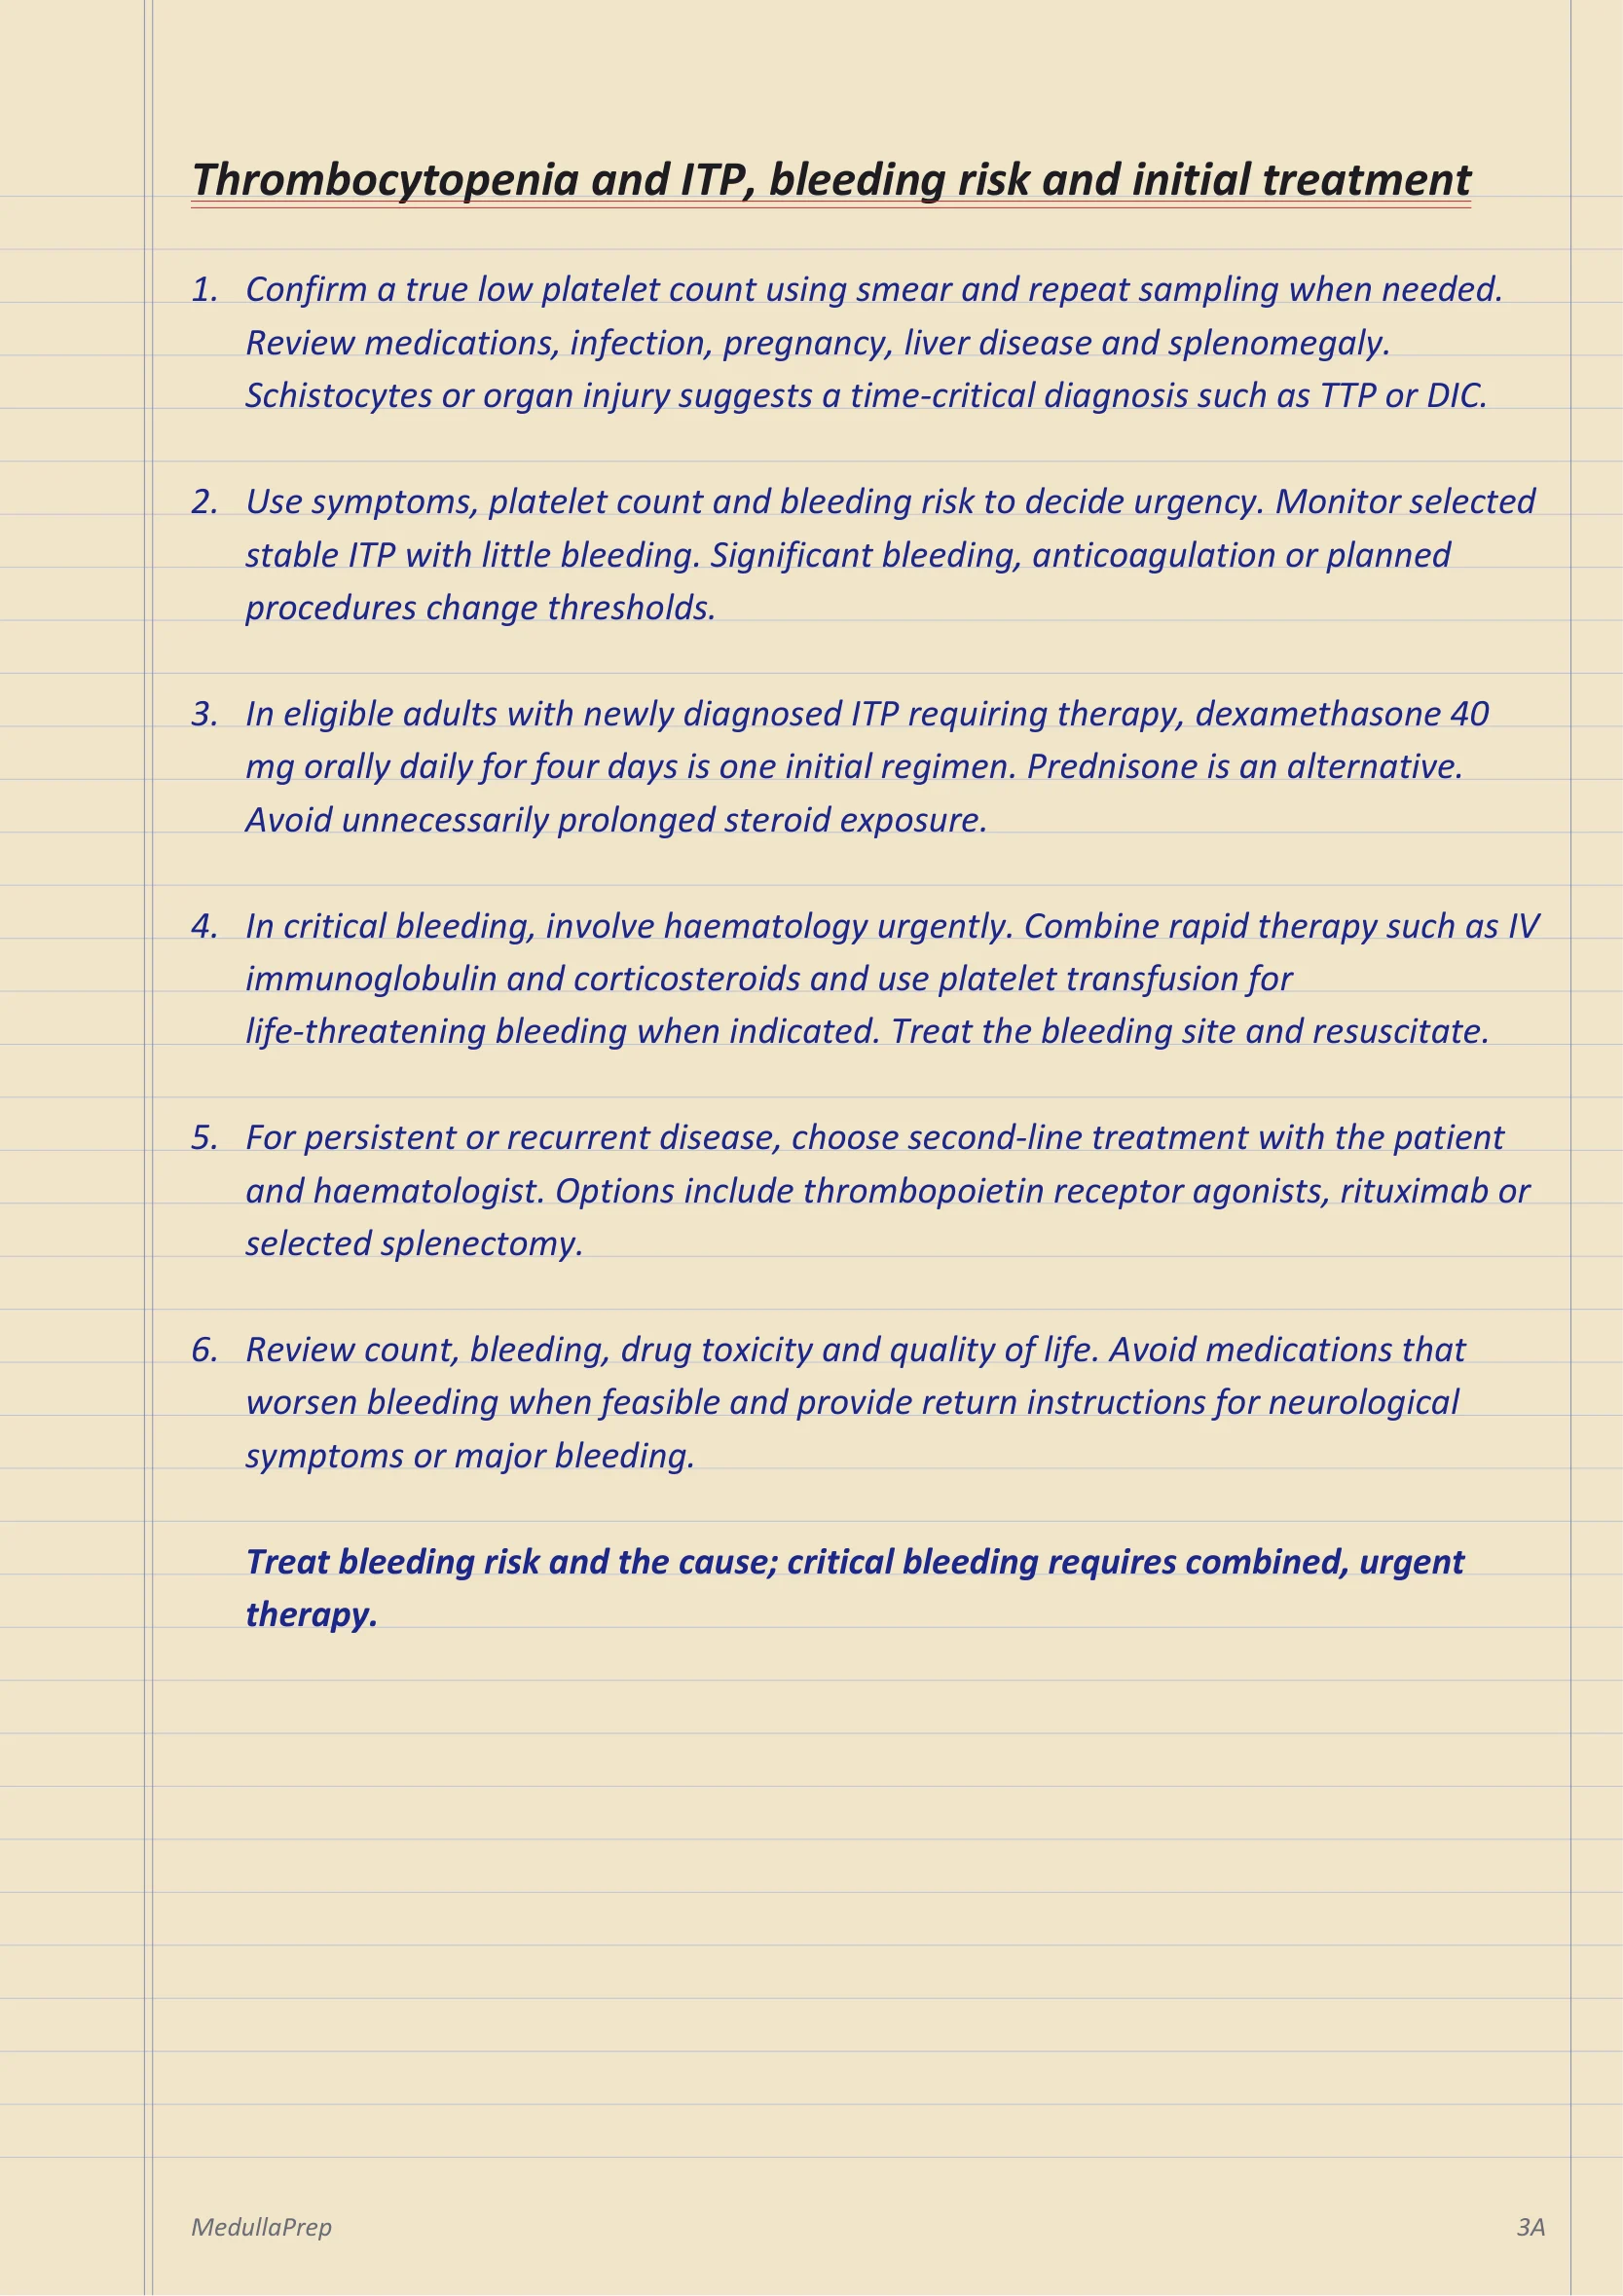 Thrombocytopenia and ITP, bleeding risk and initial treatment
1. Confirm a true low platelet count using smear and repeat sampling when needed.
Review medications, infection, pregnancy, liver disease and splenomegaly.
Schistocytes or organ injury suggests a time-critical diagnosis such as TTP or DIC.
2. Use symptoms, platelet count and bleeding risk to decide urgency. Monitor selected
stable ITP with little bleeding. Significant bleeding, anticoagulation or planned
procedures change thresholds.
3. In eligible adults with newly diagnosed ITP requiring therapy, dexamethasone 40
mg orally daily for four days is one initial regimen. Prednisone is an alternative.
Avoid unnecessarily prolonged steroid exposure.
4. In critical bleeding, involve haematology urgently. Combine rapid therapy such as IV
immunoglobulin and corticosteroids and use platelet transfusion for
life-threatening bleeding when indicated. Treat the bleeding site and resuscitate.
5. For persistent or recurrent disease, choose second-line treatment with the patient
and haematologist. Options include thrombopoietin receptor agonists, rituximab or
selected splenectomy.
6. Review count, bleeding, drug toxicity and quality of life. Avoid medications that
worsen bleeding when feasible and provide return instructions for neurological
symptoms or major bleeding.
Treat bleeding risk and the cause; critical bleeding requires combined, urgent
therapy.
MedullaPrep
3A